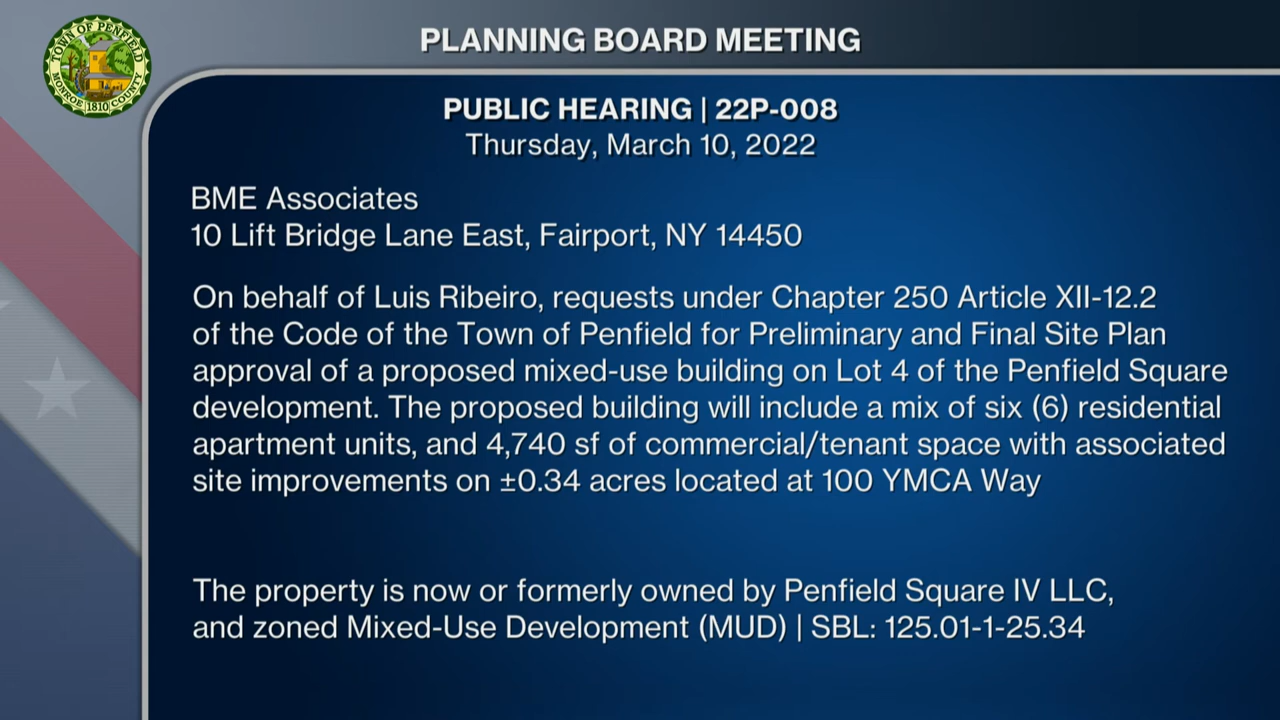 TOWN OF PENFIELD
MONROE COUNTY
1810
PLANNING BOARD MEETING
PUBLIC HEARING | 22P-008
Thursday, March 10, 2022
BME Associates
10 Lift Bridge Lane East, Fairport, NY 14450
On behalf of Luis Ribeiro, requests under Chapter 250 Article XII-12.2
of the Code of the Town of Penfield for Preliminary and Final Site Plan
approval of a proposed mixed-use building on Lot 4 of the Penfield Square
development. The proposed building will include a mix of six (6) residential
apartment units, and 4,740 sf of commercial/tenant space with associated
site improvements on ±0.34 acres located at 100 YMCA Way
The property is now or formerly owned by Penfield Square IV LLC,
and zoned Mixed-Use Development (MUD) | SBL: 125.01-1-25.34